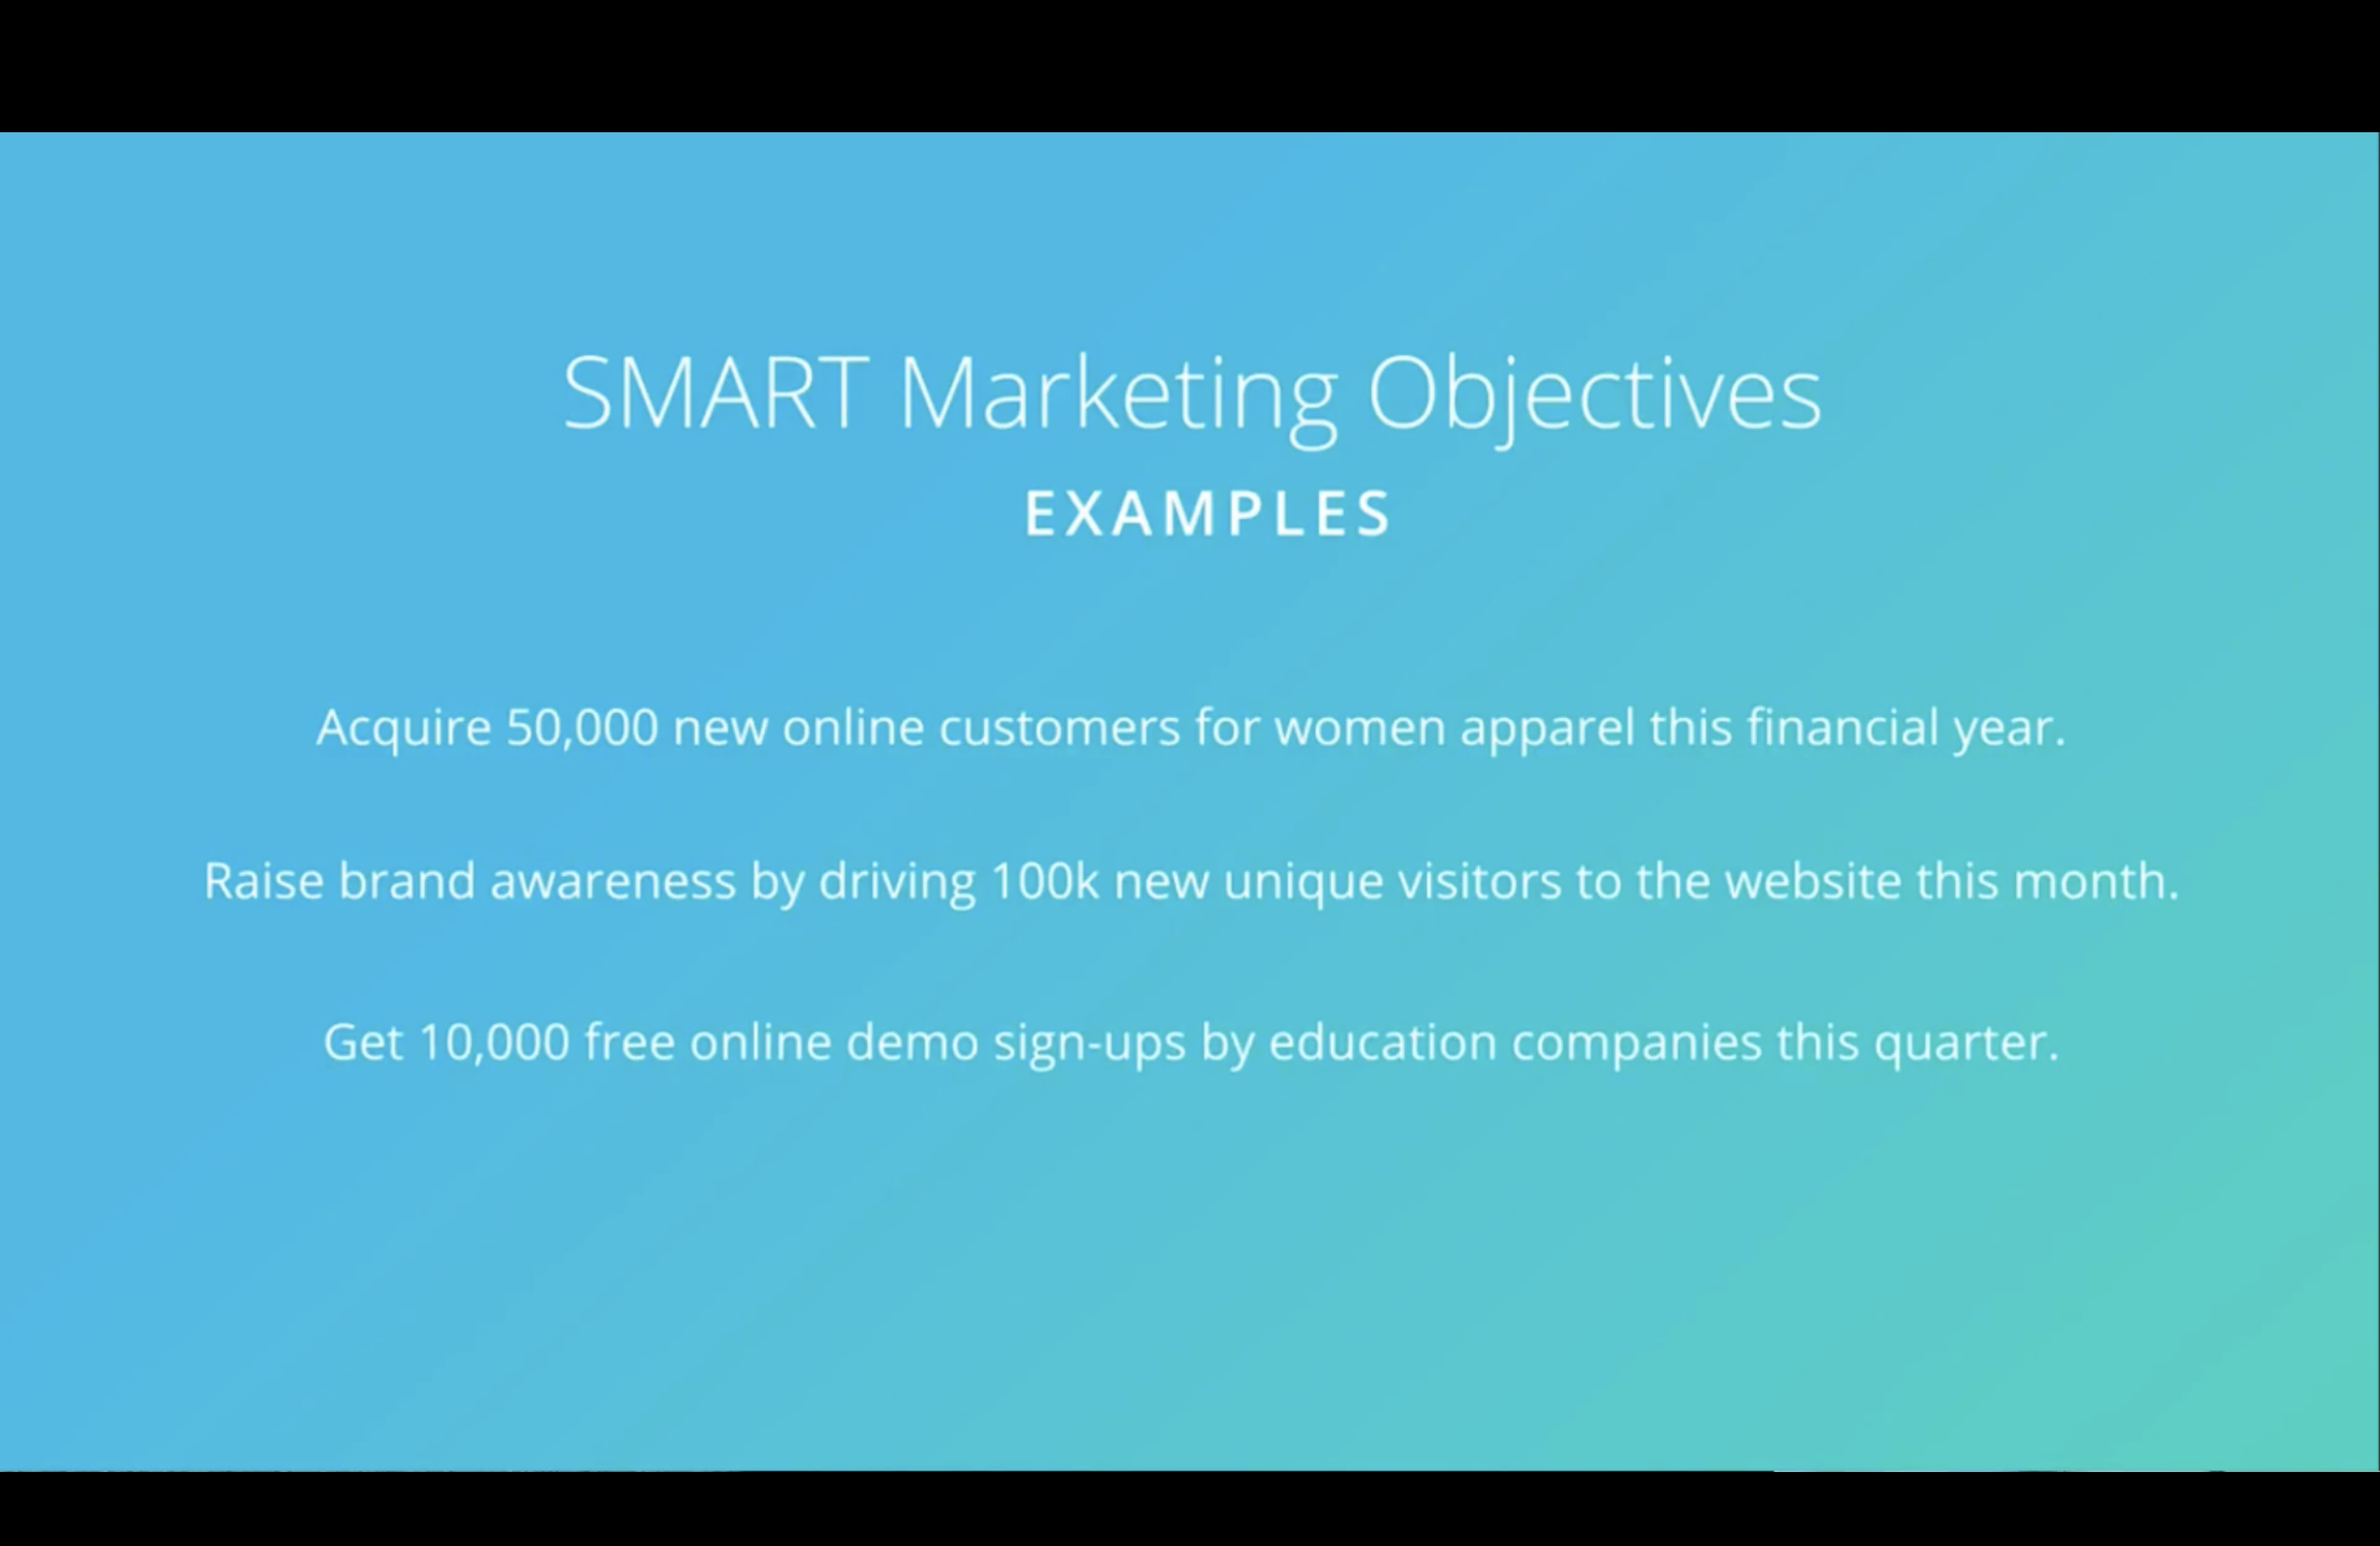 SMART Marketing Objectives
EXAMPLES
Acquire 50,000 new online customers for women apparel this financial year.
Raise brand awareness by driving 100k new unique visitors to the website this month.
Get 10,000 free online demo sign-ups by education companies this quarter.